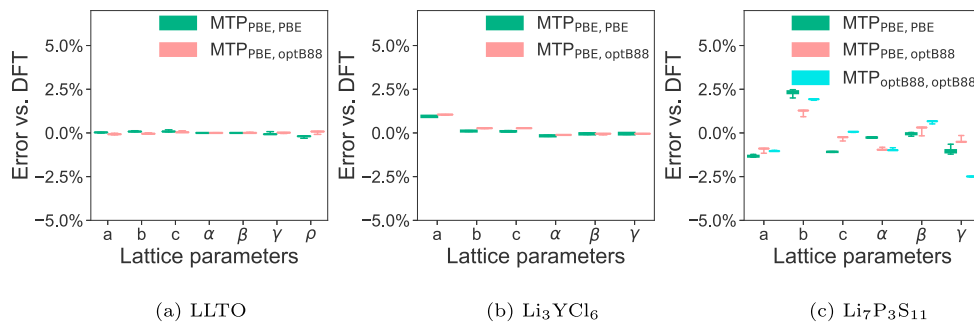 MTP_PBE, PBE
MTP_PBE, optB88
5.0%
2.5%
0.0%
−2.5%
−5.0%
Error vs. DFT
a b c α β γ ρ
Lattice parameters
(a) LLTO
MTP_PBE, PBE
MTP_PBE, optB88
5.0%
2.5%
0.0%
−2.5%
−5.0%
Error vs. DFT
a b c α β γ
Lattice parameters
(b) Li₃YCl₆
MTP_PBE, PBE
MTP_PBE, optB88
MTP_optB88, optB88
5.0%
2.5%
0.0%
−2.5%
−5.0%
Error vs. DFT
a b c α β γ
Lattice parameters
(c) Li₇P₃S₁₁